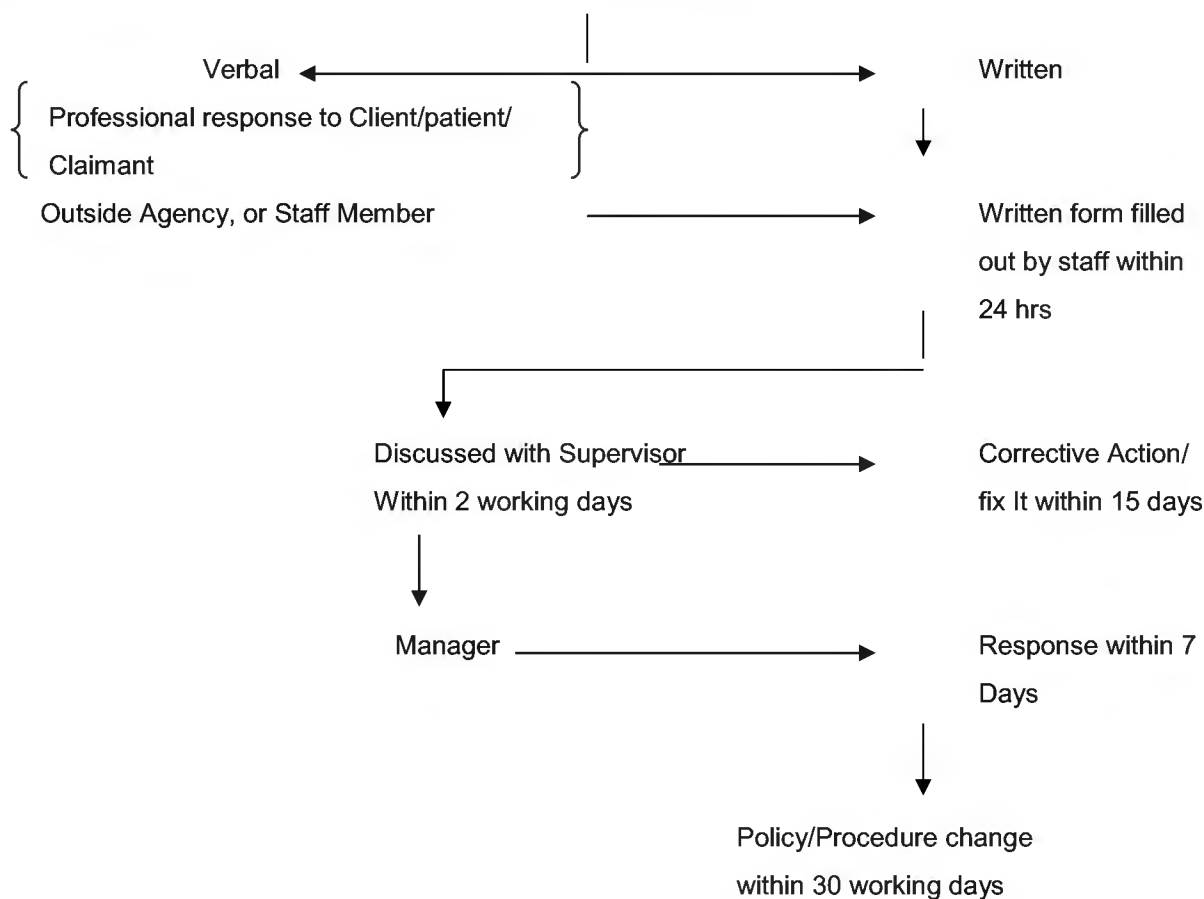 Verbal
Written
Professional response to Client/patient/
Claimant
Outside Agency, or Staff Member
Written form filled
out by staff within
24 hrs
Discussed with Supervisor
Within 2 working days
Corrective Action/
fix It within 15 days
Manager
Response within 7
Days
Policy/Procedure change
within 30 working days